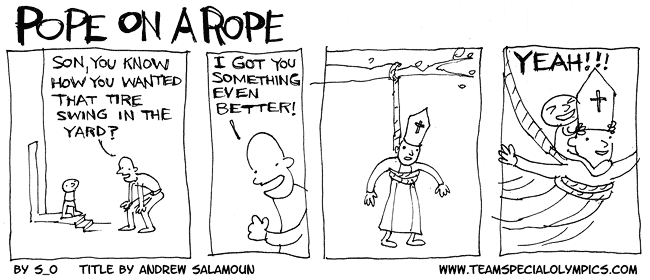 POPE ON A ROPE
SON, YOU KNOW
HOW YOU WANTED
THAT TIRE
SWING IN THE
YARD?
I GOT YOU
SOMETHING
EVEN
BETTER!
YEAH!!!
BY S_O TITLE BY ANDREW SALAMOUN
WWW.TEAMSPECIALOLYMPICS.COM